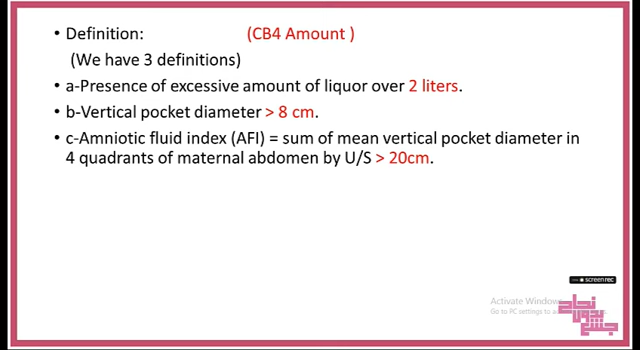 • Definition: (CB4 Amount )
(We have 3 definitions)
• a-Presence of excessive amount of liquor over 2 liters.
• b-Vertical pocket diameter > 8 cm.
• c-Amniotic fluid index (AFI) = sum of mean vertical pocket diameter in
4 quadrants of maternal abdomen by U/S > 20cm.
screenrec
Activate Windows
Go to PC settings to